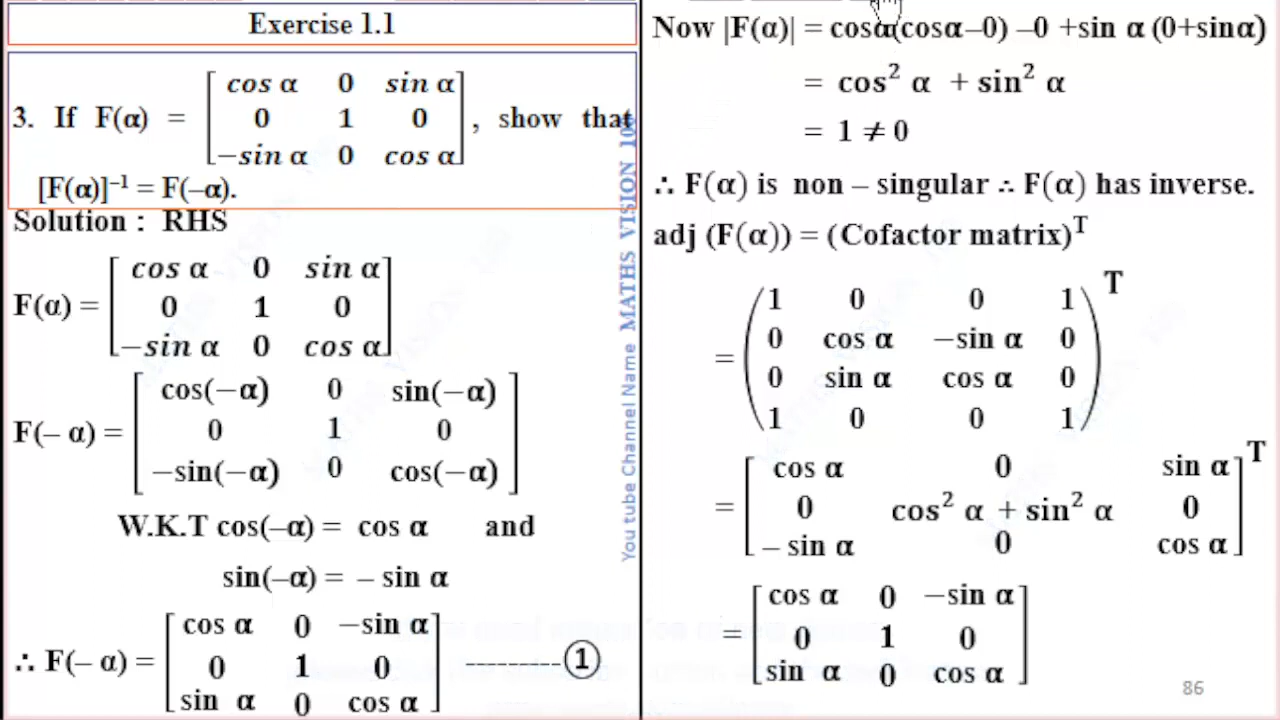 Exercise 1.1
3. If F(α) = [cos α 0 sin α
0 1 0
−sin α 0 cos α] , show that
[F(α)]⁻¹ = F(–α).
Solution : RHS
F(α) = [cos α 0 sin α
0 1 0
−sin α 0 cos α]
F(– α) = [cos(−α) 0 sin(−α)
0 1 0
−sin(−α) 0 cos(−α)]
W.K.T cos(–α) = cos α and
sin(–α) = – sin α
∴ F(– α) = [cos α 0 −sin α
0 1 0
sin α 0 cos α] ------------①
You tube Channel Name MATHS VISION 100
Now |F(α)| = cosα(cosα–0) –0 +sin α (0+sinα)
= cos² α + sin² α
= 1 ≠ 0
∴ F(α) is non – singular ∴ F(α) has inverse.
adj (F(α)) = (Cofactor matrix)ᵀ
= (1 0 0 1
0 cos α −sin α 0
0 sin α cos α 0
1 0 0 1)ᵀ
= [cos α 0 sin α
0 cos² α + sin² α 0
– sin α 0 cos α]ᵀ
= [cos α 0 −sin α
0 1 0
sin α 0 cos α]
86